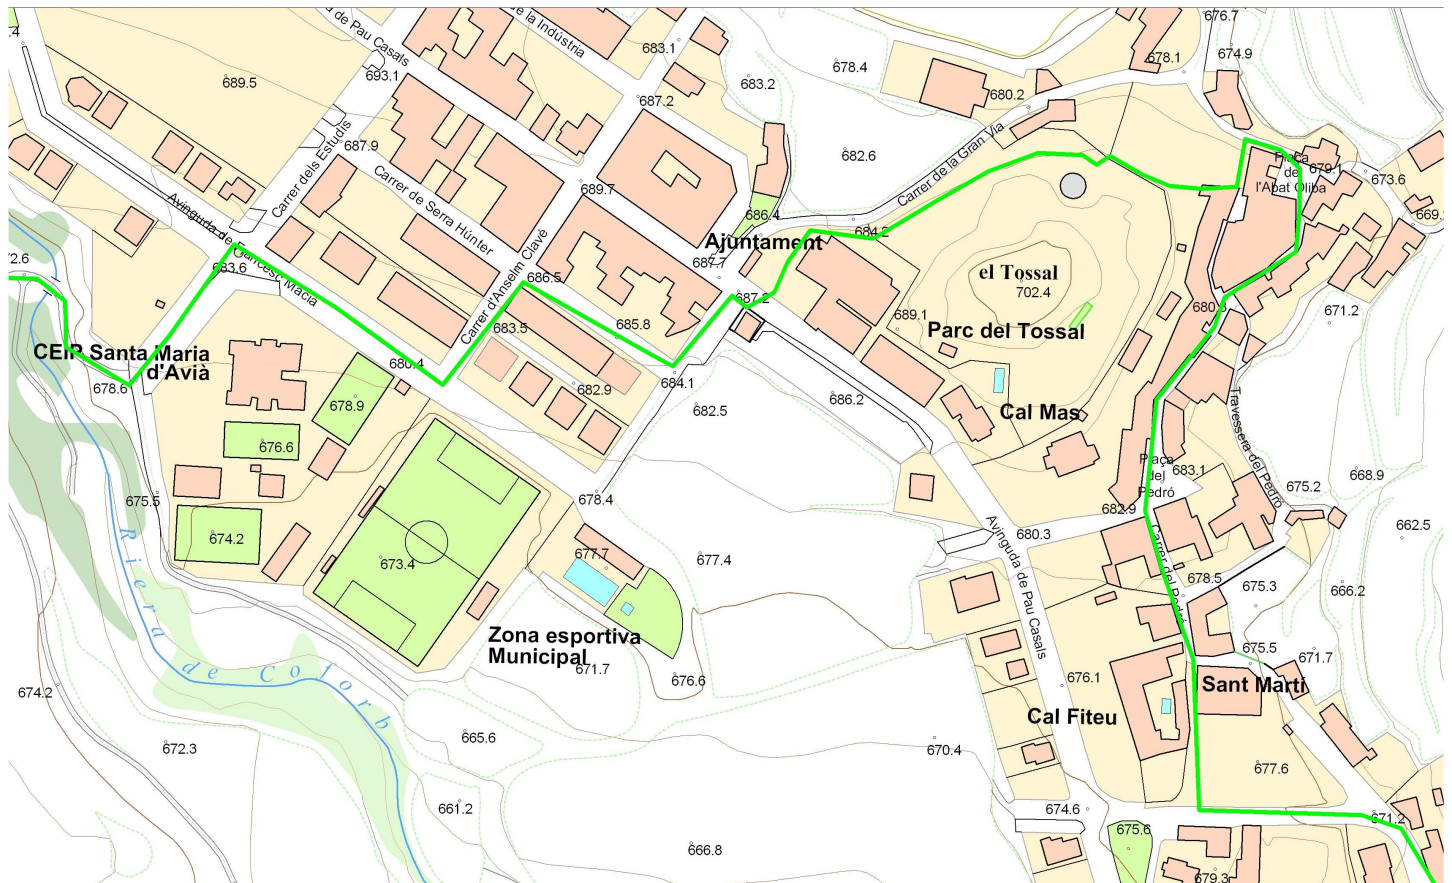 676.7
de la Indústria
de Pau Casals
683.1
678.1
674.9
693.1
689.5
683.2
678.4
680.2
687.2
Carrer dels Estudis
687.9
682.6
Carrer de la Gran Via
Plaça
de
l'Abat Oliba
679.1
673.6
Carrer de Serra Húnter
689.7
Avinguda de Francesc Macià
686.4
684.2
Ajuntament
687.7
683.6
Carrer d'Anselm Clavé
686.5
687.2
el Tossal
702.4
680.8
671.2
683.5
685.8
689.1
Parc del Tossal
CEIP Santa Maria
d'Avià
678.6
680.4
684.1
682.9
686.2
682.5
678.9
Cal Mas
Travessera del Pedró
676.6
Plaça
del
Pedró
683.1
668.9
675.2
675.5
678.4
682.9
662.5
674.2
680.3
Avinguda de Pau Casals
673.4
677.7
677.4
Carrer del Pedró
678.5
675.3
666.2
Riera de Coforb
Zona esportiva
Municipal
671.7
675.5
671.7
676.6
676.1
Sant Martí
674.2
Cal Fiteu
665.6
672.3
670.4
677.6
661.2
674.6
671.2
675.6
666.8
679.3